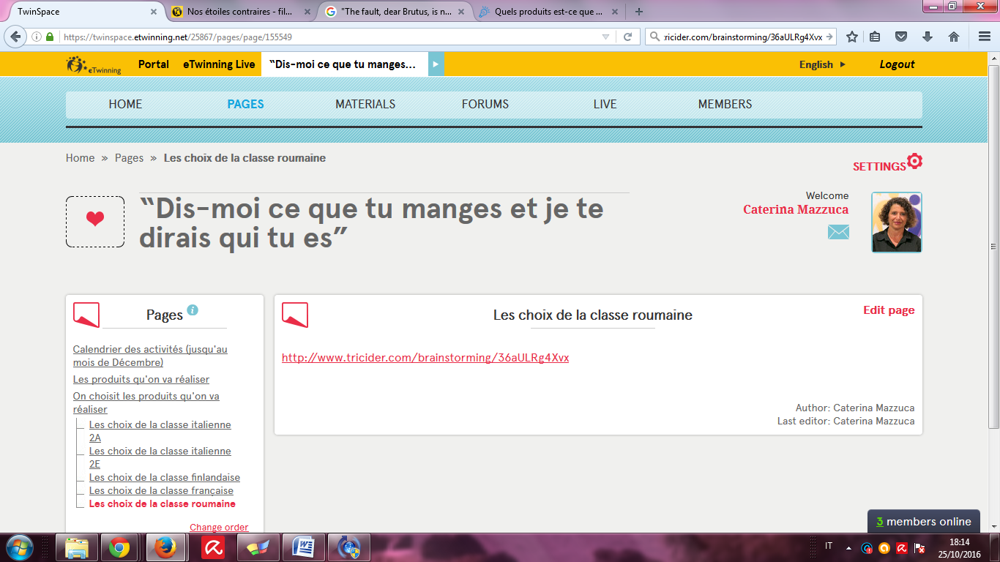 TwinSpace
Nos étoiles contraires - fil...
"The fault, dear Brutus, is n...
Quels produits est-ce que ...
https://twinspace.etwinning.net/25867/pages/page/155549
tricider.com/brainstorming/36aULRg4Xvx
eTwinning Portal eTwinning Live “Dis-moi ce que tu manges... English Logout
HOME PAGES MATERIALS FORUMS LIVE MEMBERS
Home » Pages » Les choix de la classe roumaine
SETTINGS
“Dis-moi ce que tu manges et je te
dirais qui tu es”
Welcome
Caterina Mazzuca
Pages i
Calendrier des activités (jusqu'au
mois de Décembre)
Les produits qu'on va réaliser
On choisit les produits qu'on va
réaliser
Les choix de la classe italienne
2A
Les choix de la classe italienne
2E
Les choix de la classe finlandaise
Les choix de la classe française
Les choix de la classe roumaine
Change order
Les choix de la classe roumaine
Edit page
http://www.tricider.com/brainstorming/36aULRg4Xvx
Author: Caterina Mazzuca
Last editor: Caterina Mazzuca
3 members online
IT
18:14
25/10/2016